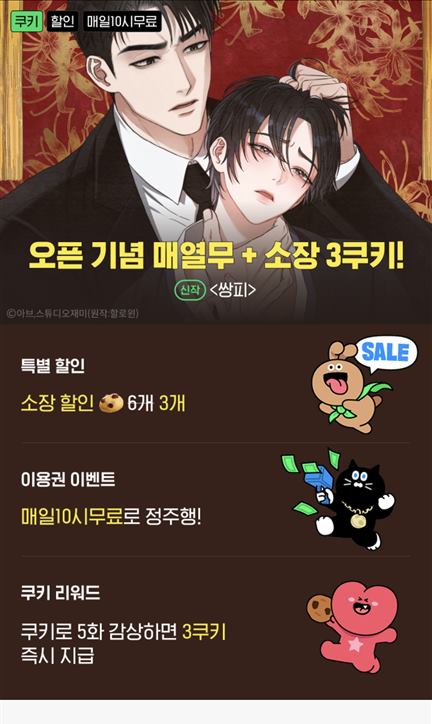 쿠키 할인 매일10시무료
오픈 기념 매열무 + 소장 3쿠키!
신작 <쌍피>
ⓒ아브,스튜디오재미(원작:할로윈)
특별 할인
SALE
소장 할인 6개 3개
이용권 이벤트
매일10시무료로 정주행!
쿠키 리워드
쿠키로 5화 감상하면 3쿠키
즉시 지급